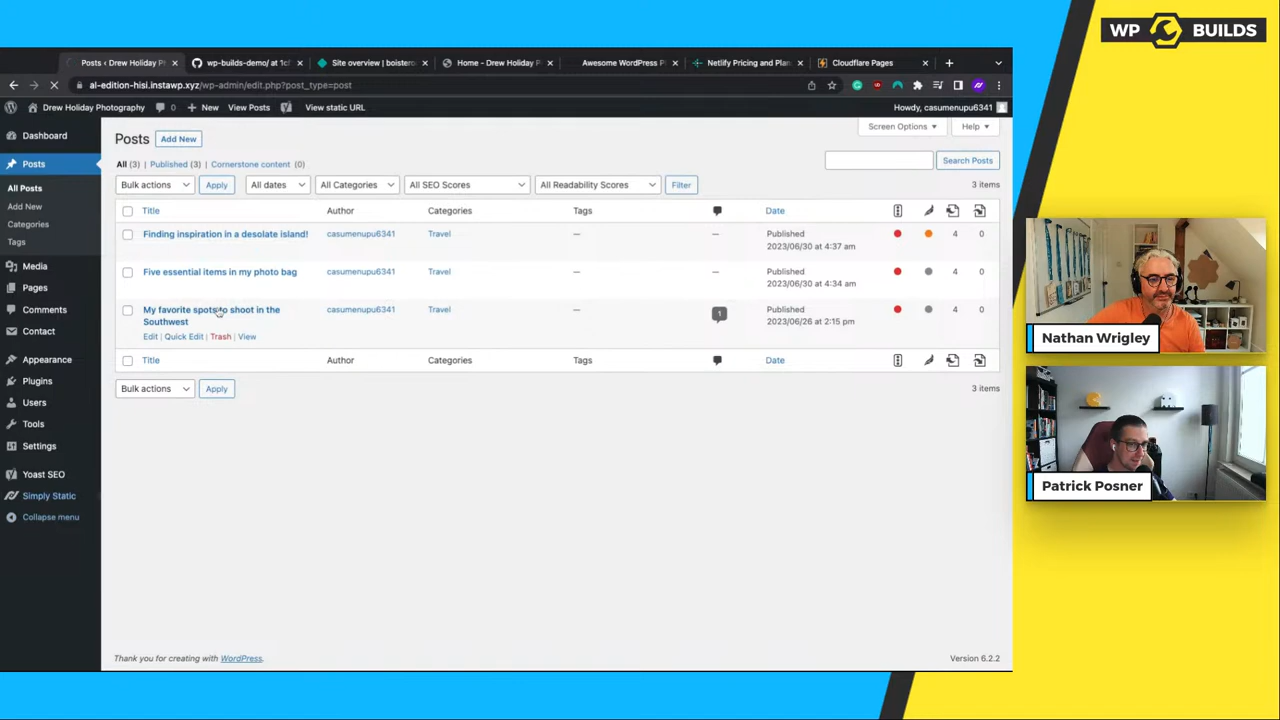 WP BUILDS
Posts ‹ Drew Holiday P
wp-builds-demo/ at 1c
Site overview | boistero
Home - Drew Holiday P
Awesome WordPress P
Netlify Pricing and Plan
Cloudflare Pages
al-edition-hisi.instawp.xyz/wp-admin/edit.php?post_type=post
Drew Holiday Photography
0
New
View Posts
View static URL
Howdy, casumenupu6341
Dashboard
Posts
All Posts
Add New
Categories
Tags
Media
Pages
Comments
Contact
Appearance
Plugins
Users
Tools
Settings
Yoast SEO
Simply Static
Collapse menu
Posts
Add New
Screen Options
Help
All (3) | Published (3) | Cornerstone content (0)
Search Posts
Bulk actions
Apply
All dates
All Categories
All SEO Scores
All Readability Scores
Filter
3 items
Title
Author
Categories
Tags
Date
Finding inspiration in a desolate island!
casumenupu6341
Travel
—
—
Published
2023/06/30 at 4:37 am
4
0
Five essential items in my photo bag
casumenupu6341
Travel
—
—
Published
2023/06/30 at 4:34 am
4
0
My favorite spots to shoot in the
Southwest
Edit | Quick Edit | Trash | View
casumenupu6341
Travel
—
1
Published
2023/06/26 at 2:15 pm
4
0
Title
Author
Categories
Tags
Date
Bulk actions
Apply
3 items
Thank you for creating with WordPress.
Version 6.2.2
Nathan Wrigley
Patrick Posner